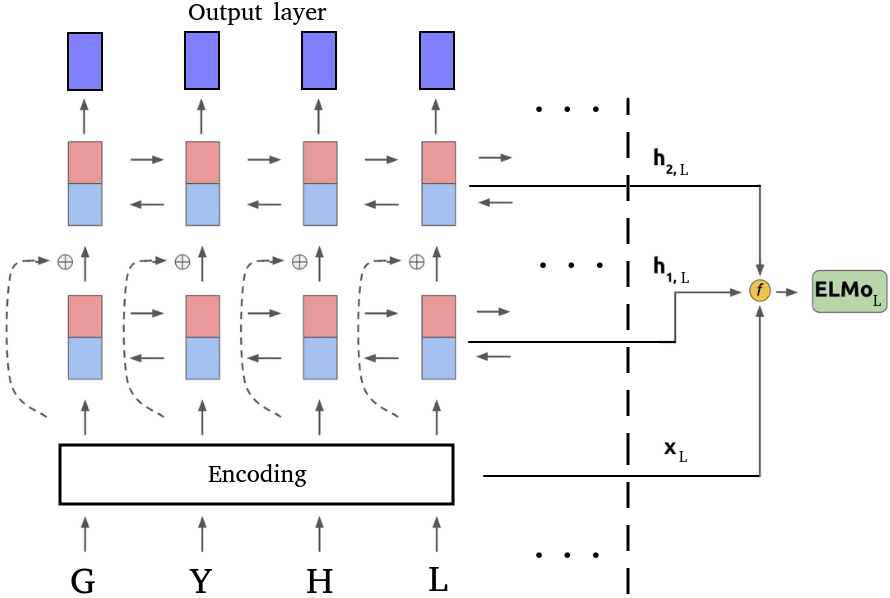 Output layer
. . .
h2, L
. . .
h1, L
f
ELMoL
Encoding
xL
. . .
G Y H L